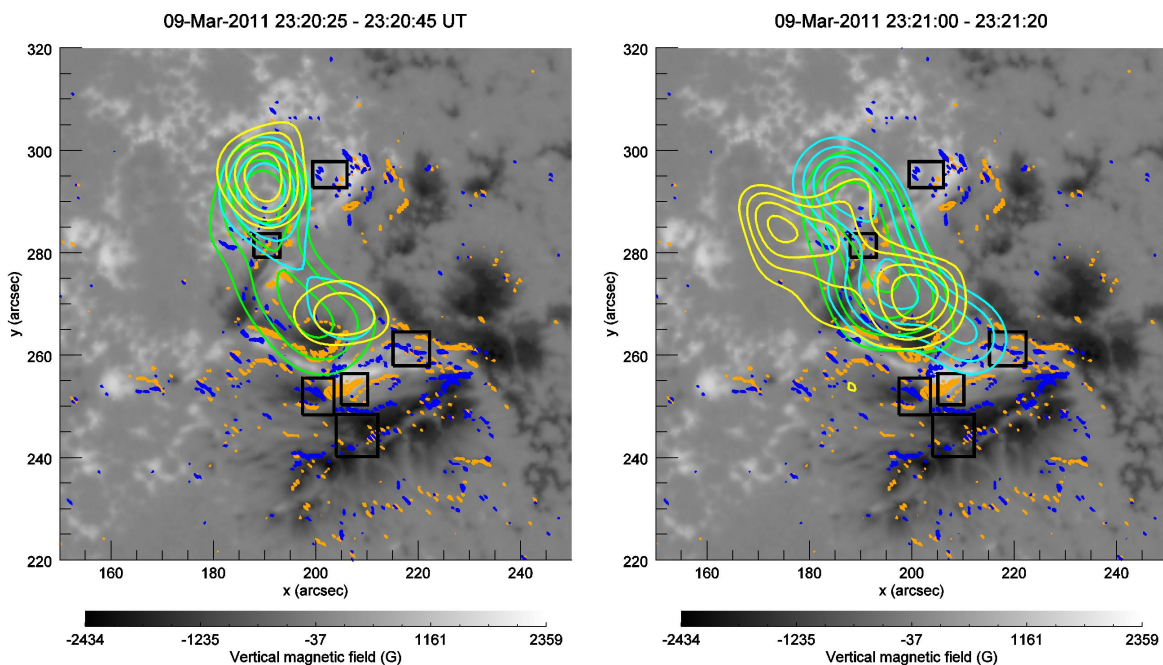 09-Mar-2011 23:20:25 - 23:20:45 UT
320
300
280
260
240
220
y (arcsec)
160 180 200 220 240
x (arcsec)
-2434 -1235 -37 1161 2359
Vertical magnetic field (G)
09-Mar-2011 23:21:00 - 23:21:20
320
300
280
260
240
220
y (arcsec)
160 180 200 220 240
x (arcsec)
-2434 -1235 -37 1161 2359
Vertical magnetic field (G)